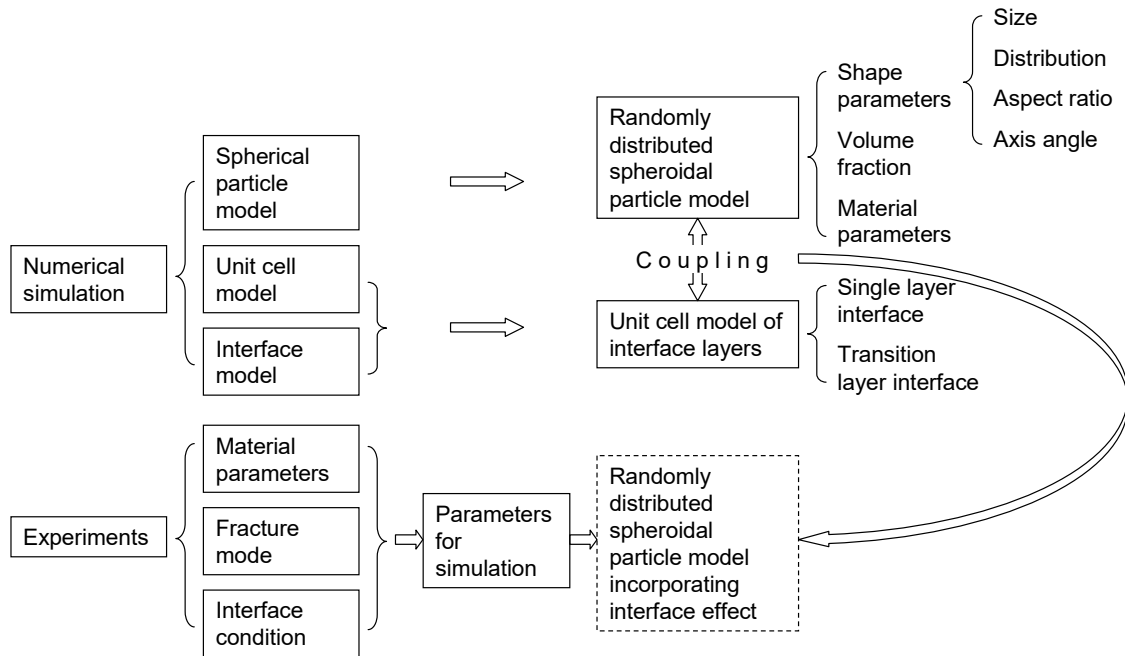 Size
Distribution
Aspect ratio
Axis angle
Shape
parameters
Volume
fraction
Material
parameters
Randomly
distributed
spheroidal
particle model
Spherical
particle
model
Numerical
simulation
Unit cell
model
Interface
model
Coupling
Unit cell model of
interface layers
Single layer
interface
Transition
layer interface
Experiments
Material
parameters
Fracture
mode
Interface
condition
Parameters
for
simulation
Randomly
distributed
spheroidal
particle model
incorporating
interface effect